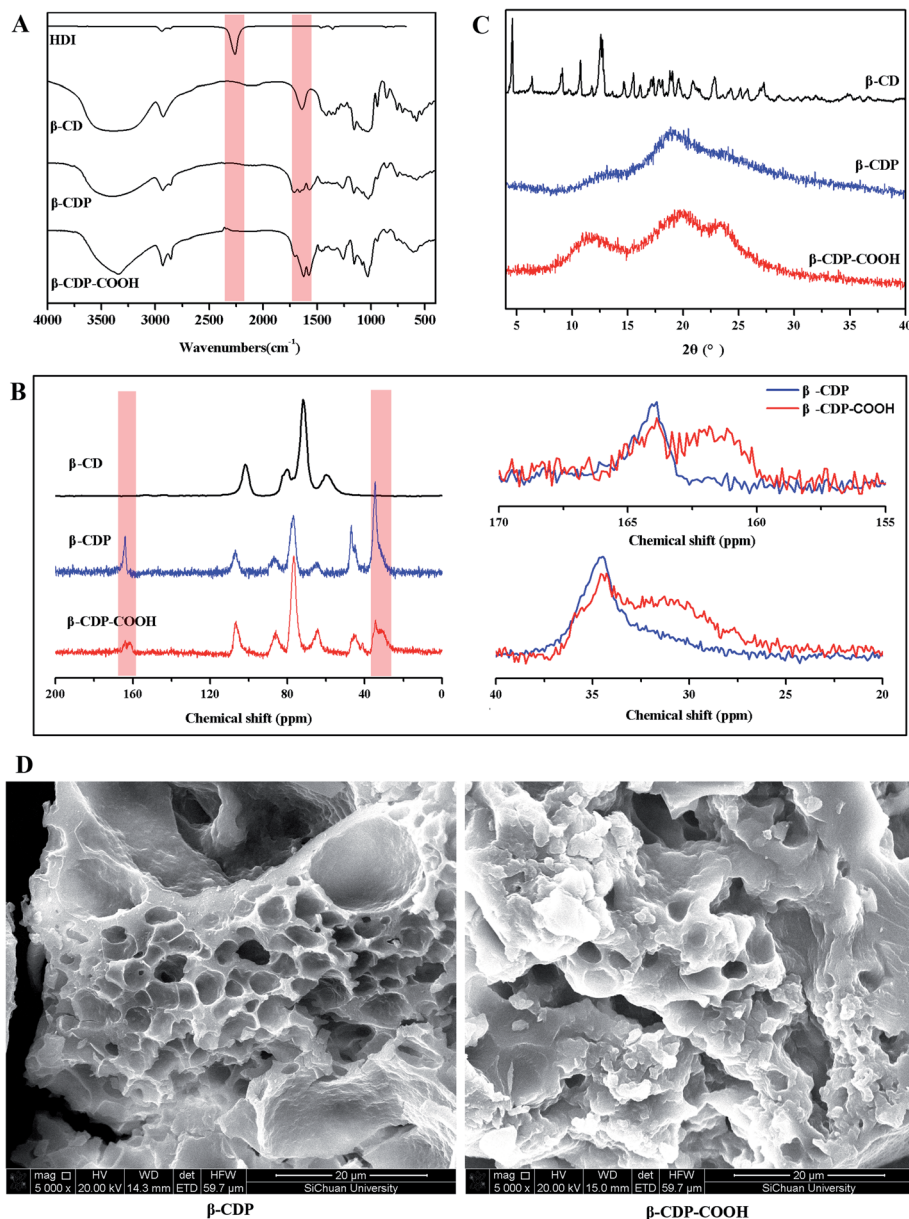 A
HDI
β-CD
β-CDP
β-CDP-COOH
4000 3500 3000 2500 2000 1500 1000 500
Wavenumbers(cm-1)
C
β-CD
β-CDP
β-CDP-COOH
5 10 15 20 25 30 35 40
2θ (°)
B
β-CD
β-CDP
β-CDP-COOH
200 160 120 80 40 0
Chemical shift (ppm)
β -CDP
β -CDP-COOH
170 165 160 155
Chemical shift (ppm)
40 35 30 25 20
Chemical shift (ppm)
D
mag HV WD det HFW 20 µm
5 000 x 20.00 kV 14.3 mm ETD 59.7 µm SiChuan University
β-CDP
mag HV WD det HFW 20 µm
5 000 x 20.00 kV 15.0 mm ETD 59.7 µm SiChuan University
β-CDP-COOH